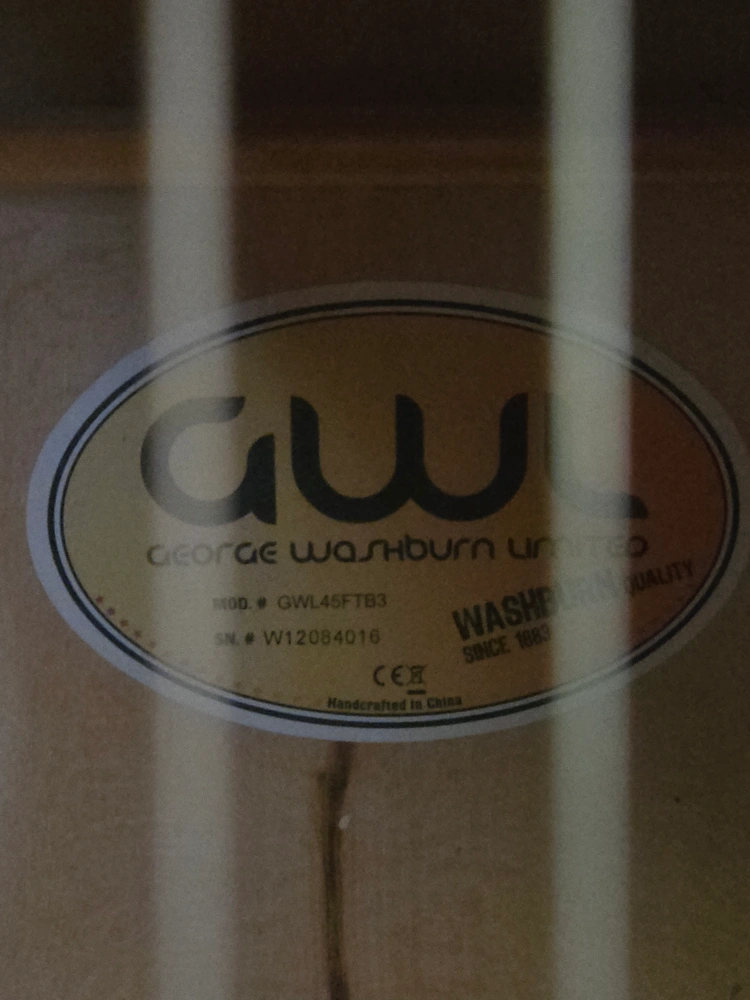 GWL
GEORGE WASHBURN LIMITED
MOD. # GWL45FTB3
SN. # W12084016
WASHBURN QUALITY
SINCE 1883
CE
Handcrafted in China